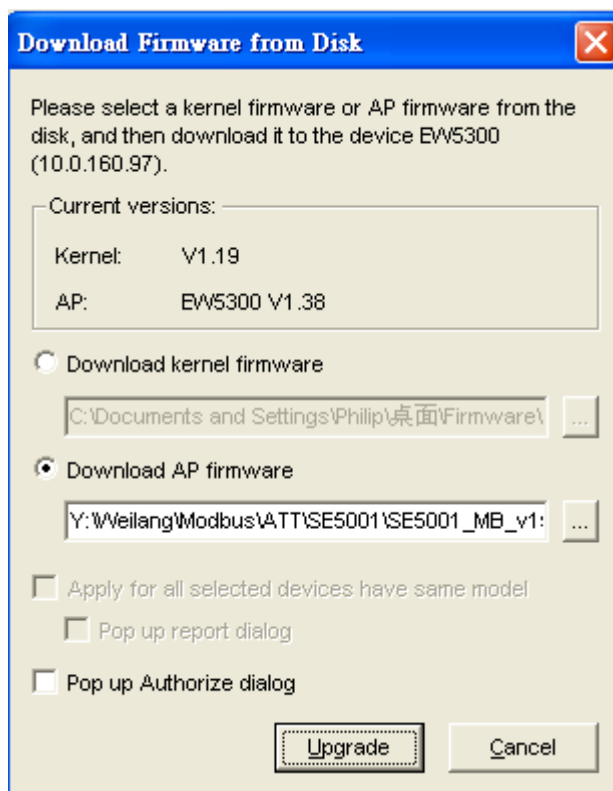 Download Firmware from Disk
Please select a kernel firmware or AP firmware from the
disk, and then download it to the device EW5300
(10.0.160.97).
Current versions:
Kernel: V1.19
AP: EW5300 V1.38
Download kernel firmware
C:\Documents and Settings\Philip\桌面\Firmware\
...
Download AP firmware
Y:\Weilang\Modbus\ATT\SE5001\SE5001_MB_v1
...
Apply for all selected devices have same model
Pop up report dialog
Pop up Authorize dialog
Upgrade Cancel